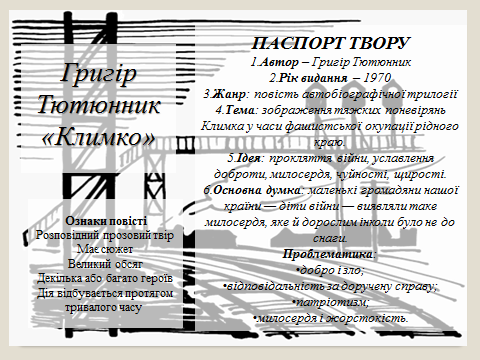 Григір
Тютюнник
«Климко»
Ознаки повісті
Розповідний прозовий твір
Має сюжет
Великий обсяг
Декілька або багато героїв
Дія відбувається протягом
тривалого часу
ПАСПОРТ ТВОРУ
1.Автор – Григір Тютюнник
2.Рік видання – 1970
3.Жанр: повість автобіографічної трилогії
4.Тема: зображення тяжких поневірянь
Климка у часи фашистської окупації рідного
краю.
5.Ідея: прокляття війни, уславлення
доброти, милосердя, чуйності, щирості.
6.Основна думка: маленькі громадяни нашої
країни — діти війни — виявляли таке
милосердя, яке й дорослим інколи було не до
снаги.
Проблематика:
•добро і зло;
•відповідальність за доручену справу;
•патріотизм;
•милосердя і жорстокість.